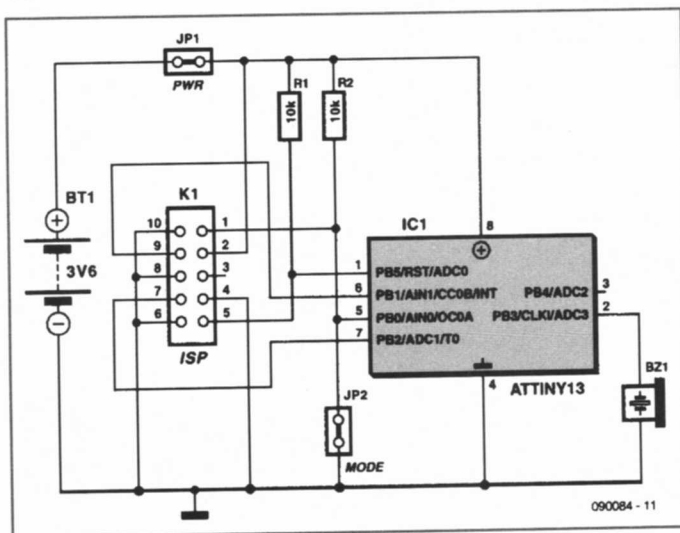 JP1
PWR
R1
10k
R2
10k
BT1
3V6
K1
10
9
8
7
6
1
2
3
4
5
ISP
IC1
8
1
6
5
7
PB5/RST/ADC0
PB1/AIN1/CC0B/INT
PB0/AIN0/OC0A
PB2/ADC1/T0
PB4/ADC2
PB3/CLKI/ADC3
3
2
4
ATTINY13
BZ1
JP2
MODE
090084 - 11